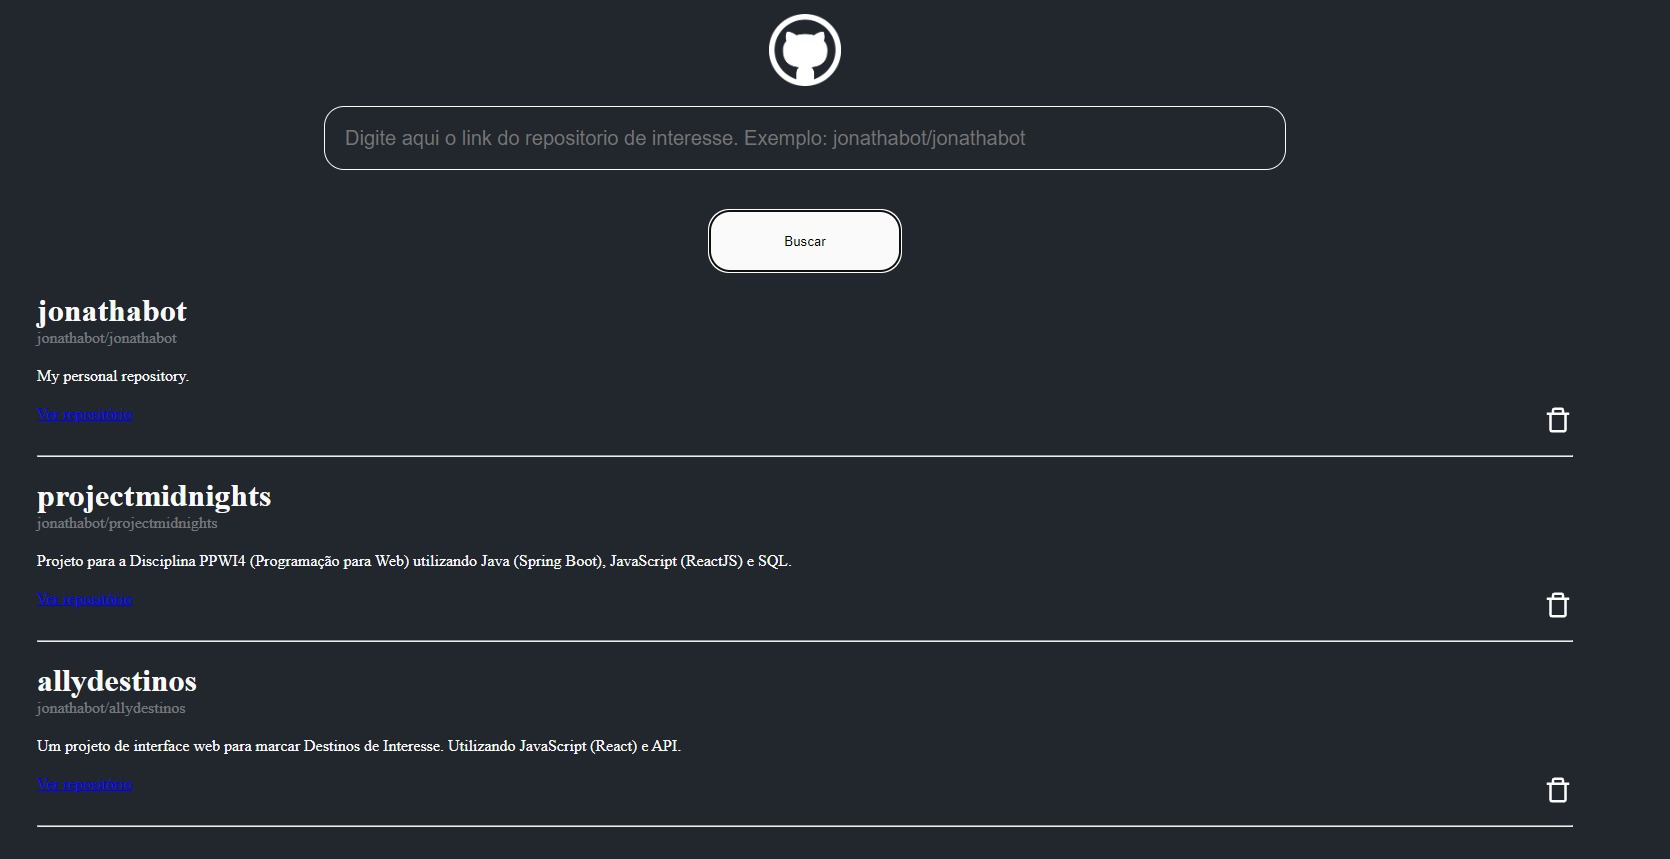 Digite aqui o link do repositorio de interesse. Exemplo: jonathabot/jonathabot
Buscar
jonathabot
jonathabot/jonathabot
My personal repository.
Ver repositório
projectmidnights
jonathabot/projectmidnights
Projeto para a Disciplina PPWI4 (Programação para Web) utilizando Java (Spring Boot), JavaScript (ReactJS) e SQL.
Ver repositório
allydestinos
jonathabot/allydestinos
Um projeto de interface web para marcar Destinos de Interesse. Utilizando JavaScript (React) e API.
Ver repositório